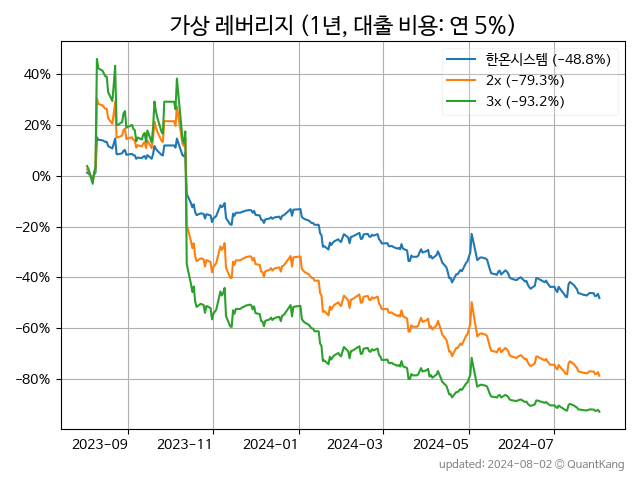 가상 레버리지 (1년, 대출 비용: 연 5%)
한온시스템 (−48.8%)
2x (−79.3%)
3x (−93.2%)
40%
20%
0%
−20%
−40%
−60%
−80%
2023-09 2023-11 2024-01 2024-03 2024-05 2024-07
updated: 2024-08-02 © QuantKang